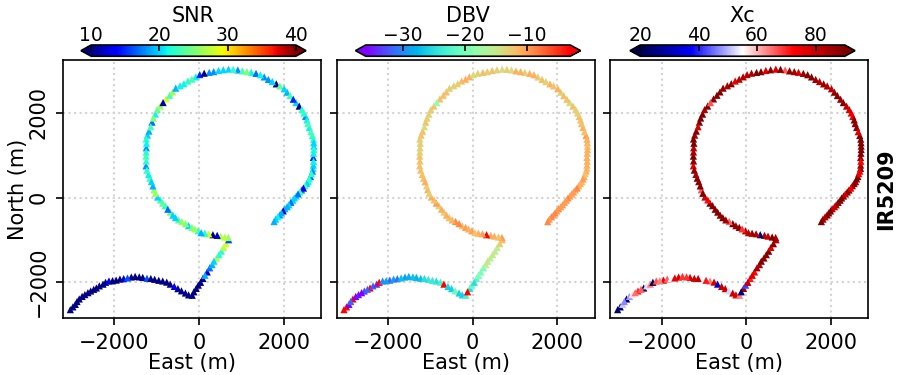 SNR DBV Xc
10 20 30 40 −30 −20 −10 20 40 60 80
2000
0
−2000
North (m)
IR5209
−2000 0 2000 −2000 0 2000 −2000 0 2000
East (m) East (m) East (m)